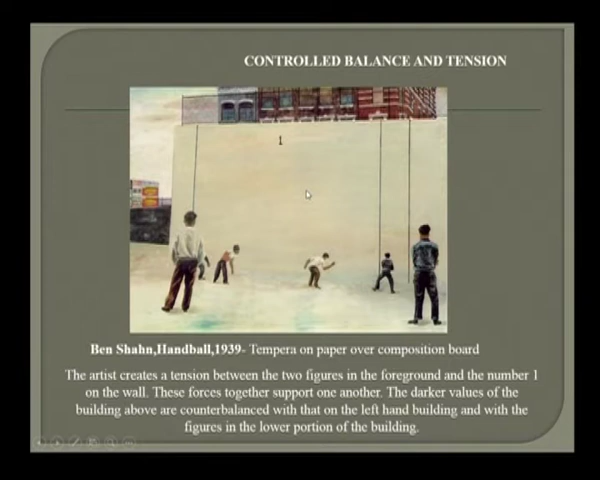 CONTROLLED BALANCE AND TENSION
1
Ben Shahn,Handball,1939- Tempera on paper over composition board
The artist creates a tension between the two figures in the foreground and the number 1
on the wall. These forces together support one another. The darker values of the
building above are counterbalanced with that on the left hand building and with the
figures in the lower portion of the building.